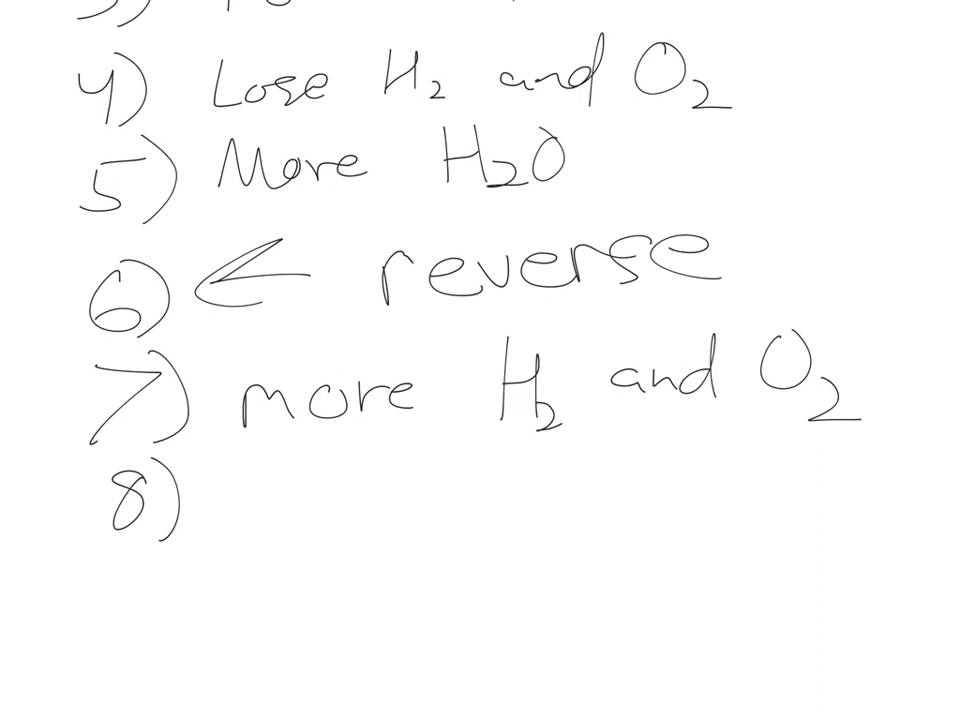 4) Lose H₂ and O₂
5) More H₂O
6) ← reverse
7) more H₂ and O₂
8)